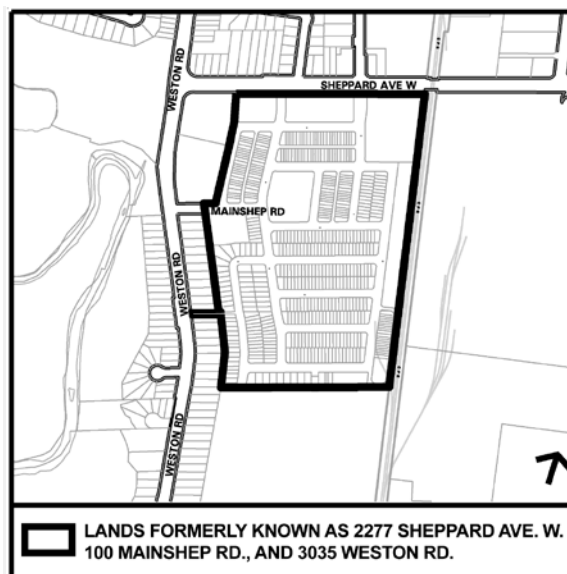 WESTON RD
SHEPPARD AVE W
MAINSHEP RD
WESTON RD
WESTON RD
LANDS FORMERLY KNOWN AS 2277 SHEPPARD AVE. W.
100 MAINSHEP RD., AND 3035 WESTON RD.